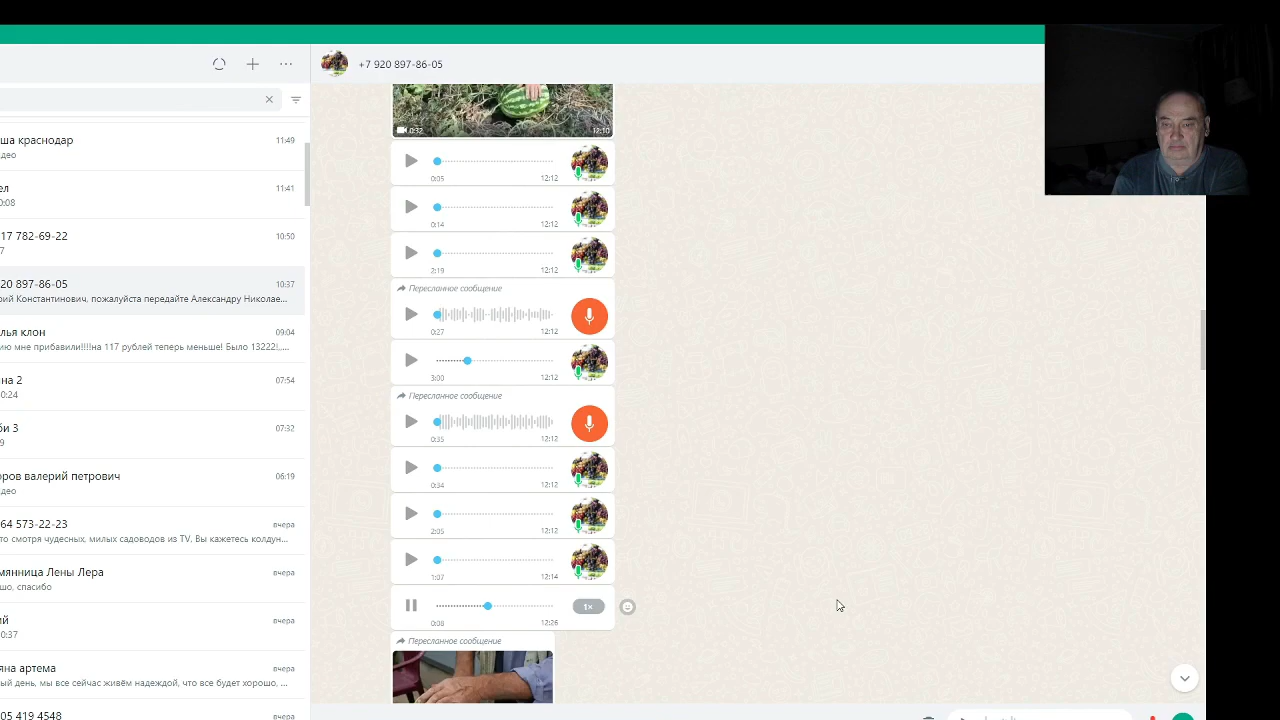 +7 920 897-86-05
ша краснодар
11:49
део
ел
11:41
0:08
17 782-69-22
10:50
7
20 897-86-05
10:37
рий Константинович, пожалуйста передайте Александру Николае...
лья клон
09:04
ию мне прибавили!!!!на 117 рублей теперь меньше! Было 13222!.....
на 2
07:54
0:24
би 3
07:32
9
оров валерий петрович
06:19
део
64 573-22-23
вчера
то смотря чудесных, милых садоводов из TV, Вы кажетесь колдун...
мянница Лены Лера
вчера
шо, спасибо
ий
вчера
0:37
яна артема
вчера
ый день, мы все сейчас живём надеждой, что все будет хорошо, ...
05 419 4548
вчера
0:32
12:10
0:05
12:12
0:14
12:12
2:19
12:12
Пересланное сообщение
0:27
12:12
3:00
12:12
Пересланное сообщение
0:35
12:12
0:34
12:12
2:05
12:12
1:07
12:14
1×
0:08
12:26
Пересланное сообщение